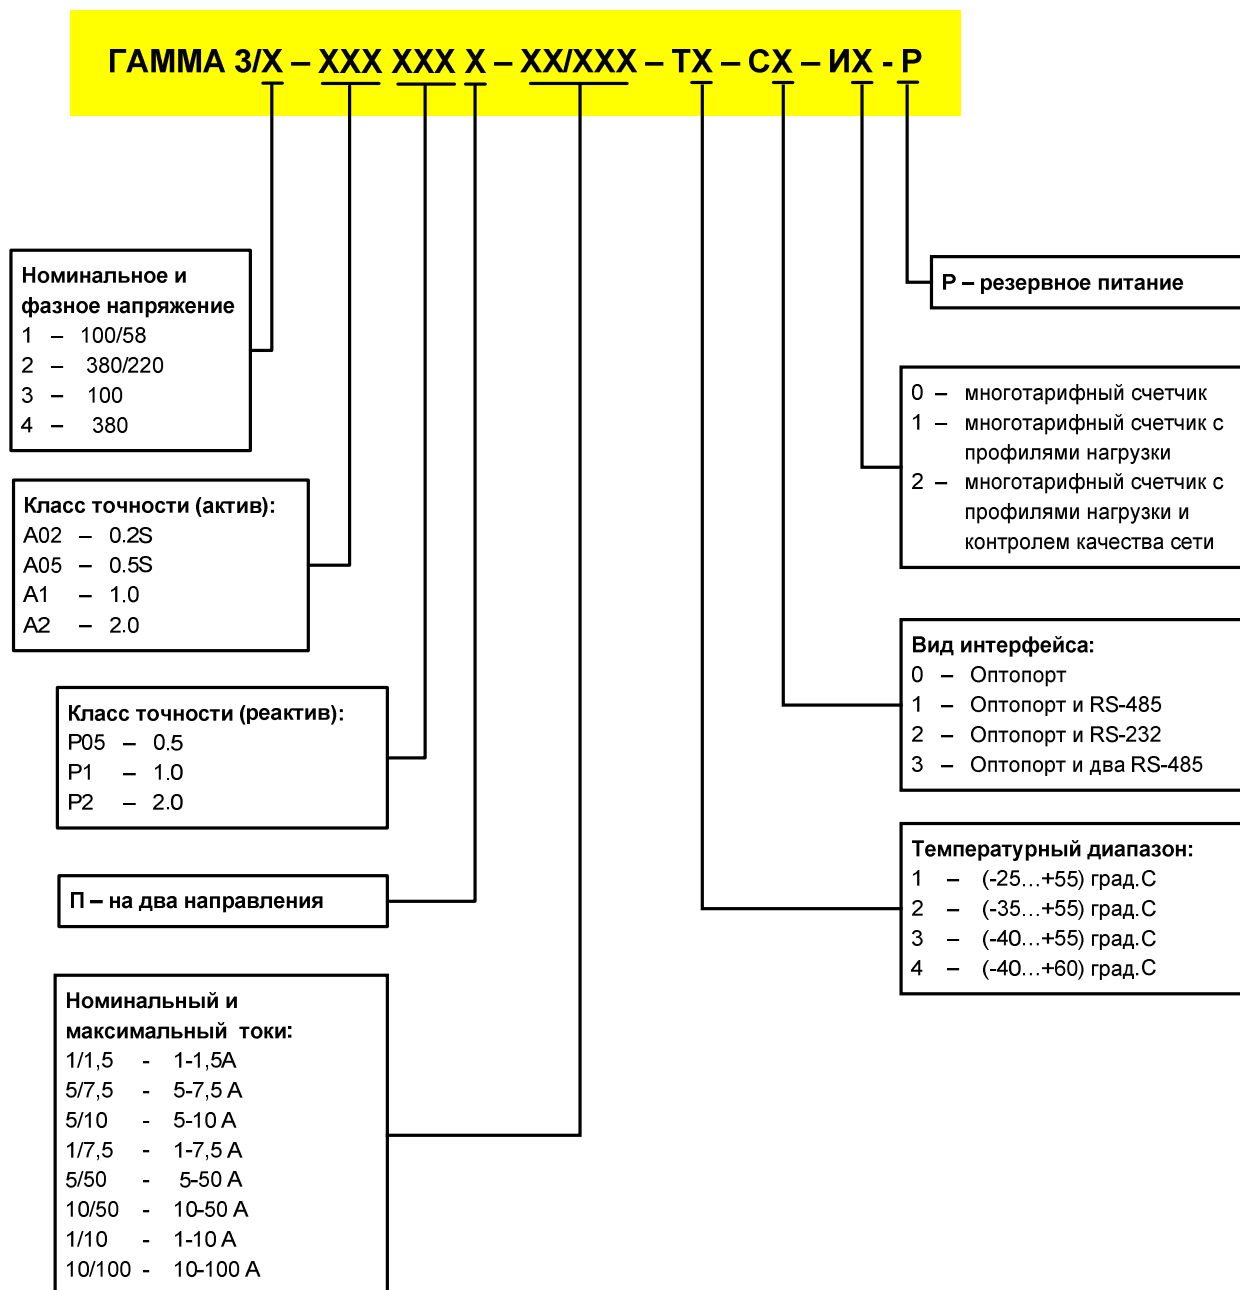 ГАММА 3/Х – ХХХ ХХХ Х – ХХ/ХХХ – ТХ – СХ – ИХ - Р
Номинальное и
фазное напряжение
1 – 100/58
2 – 380/220
3 – 100
4 – 380
Класс точности (актив):
А02 – 0.2S
А05 – 0.5S
А1 – 1.0
А2 – 2.0
Класс точности (реактив):
Р05 – 0.5
Р1 – 1.0
Р2 – 2.0
П – на два направления
Номинальный и
максимальный токи:
1/1,5 - 1-1,5А
5/7,5 - 5-7,5 А
5/10 - 5-10 А
1/7,5 - 1-7,5 А
5/50 - 5-50 А
10/50 - 10-50 А
1/10 - 1-10 А
10/100 - 10-100 А
Р – резервное питание
0 – многотарифный счетчик
1 – многотарифный счетчик с
профилями нагрузки
2 – многотарифный счетчик с
профилями нагрузки и
контролем качества сети
Вид интерфейса:
0 – Оптопорт
1 – Оптопорт и RS-485
2 – Оптопорт и RS-232
3 – Оптопорт и два RS-485
Температурный диапазон:
1 – (-25...+55) град.С
2 – (-35...+55) град.С
3 – (-40...+55) град.С
4 – (-40...+60) град.С